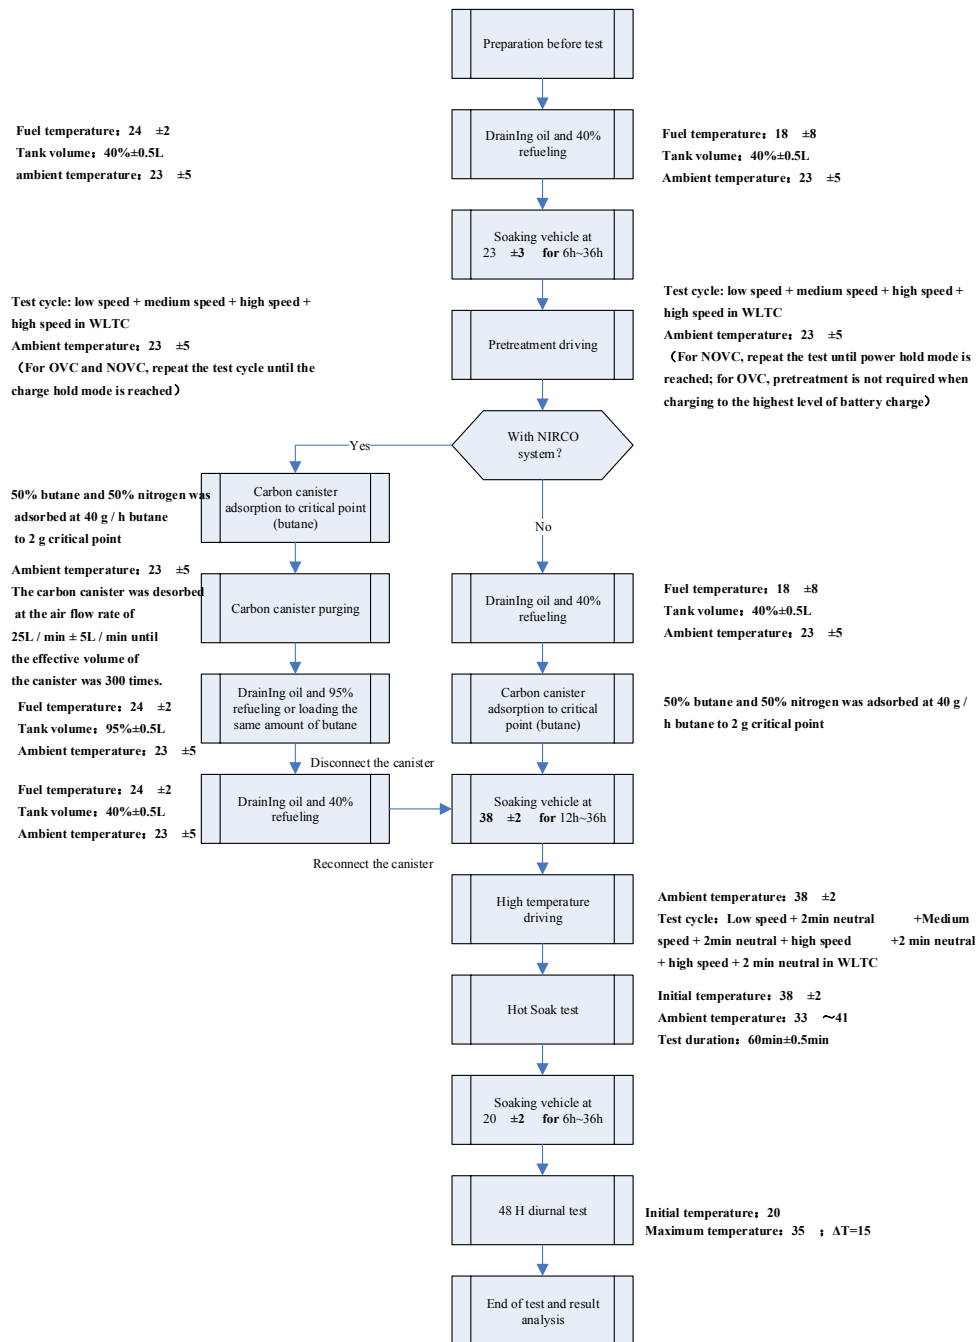 Preparation before test
Fuel temperature：24 ±2
Tank volume：40%±0.5L
ambient temperature：23 ±5
DrainIng oil and 40%
refueling
Fuel temperature：18 ±8
Tank volume：40%±0.5L
Ambient temperature：23 ±5
Soaking vehicle at
23 ±3 for 6h~36h
Test cycle: low speed + medium speed + high speed +
high speed in WLTC
Ambient temperature：23 ±5
（For OVC and NOVC, repeat the test cycle until the
charge hold mode is reached）
Pretreatment driving
Test cycle: low speed + medium speed + high speed +
high speed in WLTC
Ambient temperature：23 ±5
（For NOVC, repeat the test until power hold mode is
reached; for OVC, pretreatment is not required when
charging to the highest level of battery charge）
With NIRCO
system？
Yes
No
50% butane and 50% nitrogen was
adsorbed at 40 g / h butane
to 2 g critical point
Carbon canister
adsorption to critical point
(butane)
Ambient temperature：23 ±5
The carbon canister was desorbed
at the air flow rate of
25L / min ± 5L / min until
the effective volume of
the canister was 300 times.
Carbon canister purging
DrainIng oil and 40%
refueling
Fuel temperature：18 ±8
Tank volume：40%±0.5L
Ambient temperature：23 ±5
Fuel temperature：24 ±2
Tank volume：95%±0.5L
Ambient temperature：23 ±5
DrainIng oil and 95%
refueling or loading the
same amount of butane
Carbon canister
adsorption to critical
point (butane)
50% butane and 50% nitrogen was adsorbed at 40 g /
h butane to 2 g critical point
Disconnect the canister
Fuel temperature：24 ±2
Tank volume：40%±0.5L
Ambient temperature：23 ±5
DrainIng oil and 40%
refueling
Soaking vehicle at
38 ±2 for 12h~36h
Reconnect the canister
High temperature
driving
Ambient temperature：38 ±2
Test cycle：Low speed + 2min neutral +Medium
speed + 2min neutral + high speed +2 min neutral
+ high speed + 2 min neutral in WLTC
Hot Soak test
Initial temperature：38 ±2
Ambient temperature：33 ～41
Test duration：60min±0.5min
Soaking vehicle at
20 ±2 for 6h~36h
48 H diurnal test
Initial temperature：20
Maximum temperature：35 ；ΔT=15
End of test and result
analysis